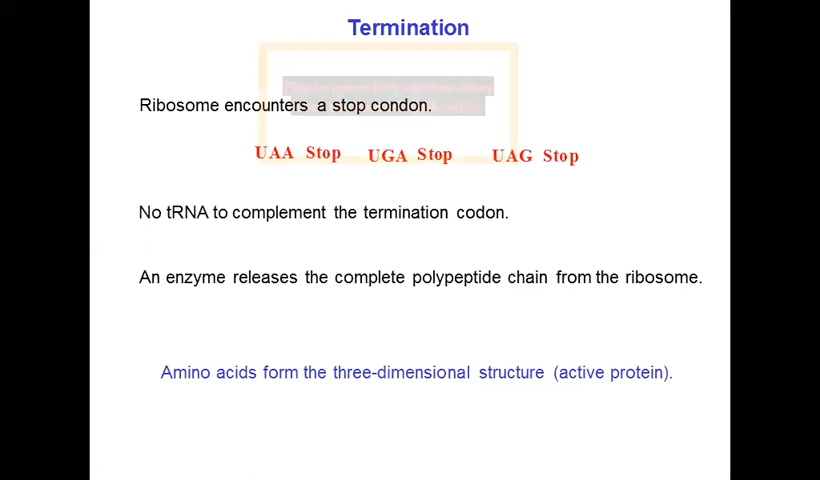 Termination
Ribosome encounters a stop condon.
UAA Stop UGA Stop UAG Stop
No tRNA to complement the termination codon.
An enzyme releases the complete polypeptide chain from the ribosome.
Amino acids form the three-dimensional structure (active protein).